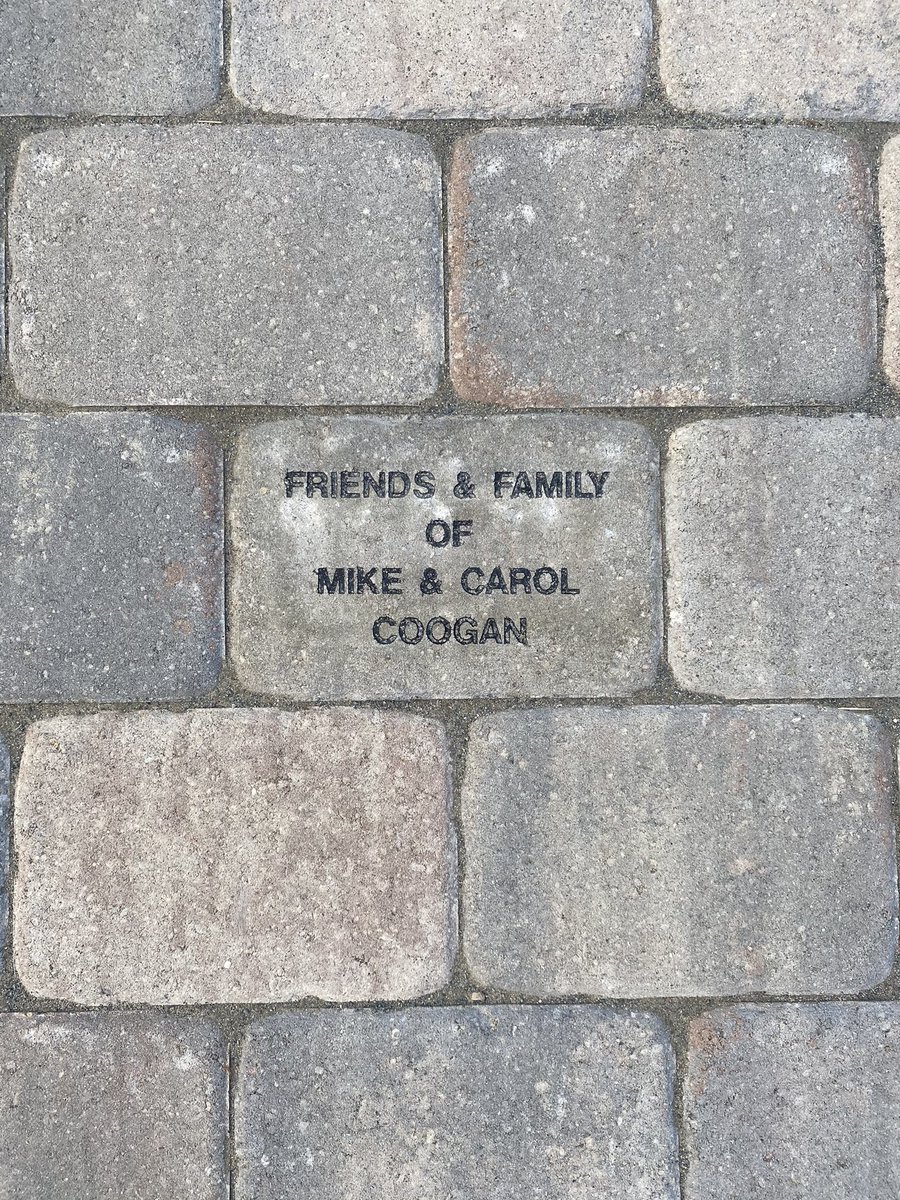 FRIENDS & FAMILY
OF
MIKE & CAROL
COOGAN